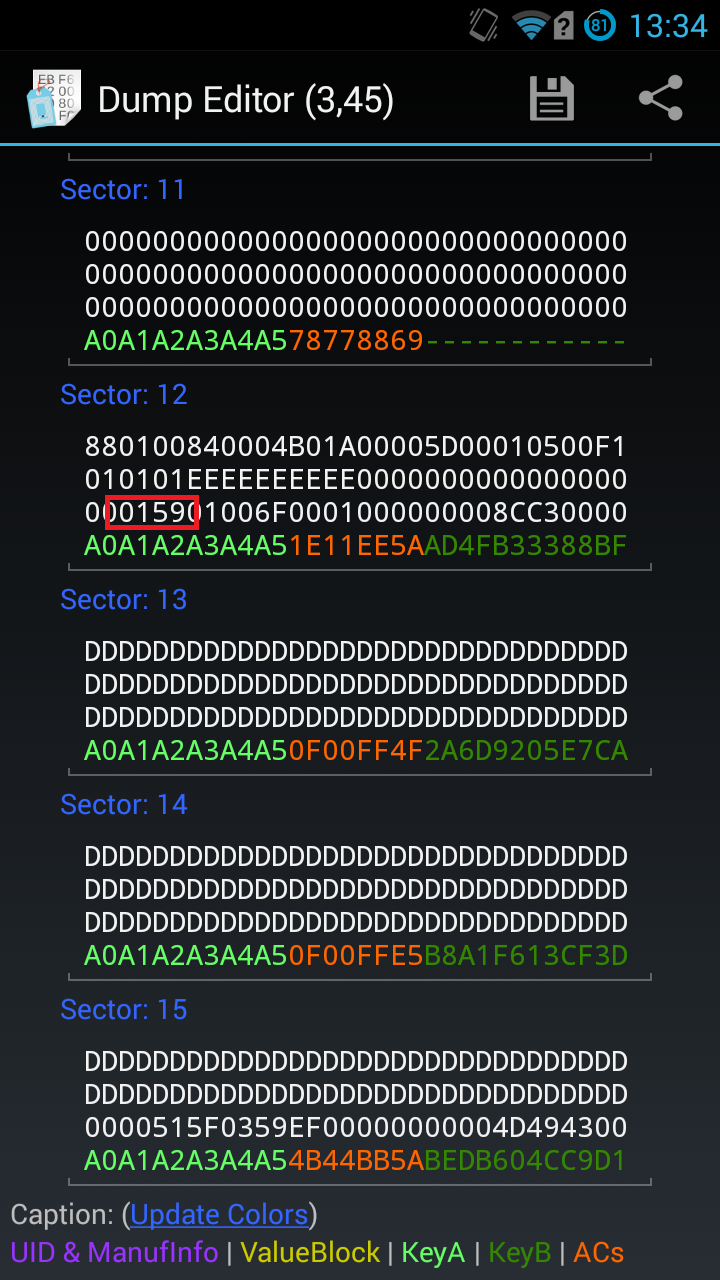 81 13:34
Dump Editor (3,45)
Sector: 11
00000000000000000000000000000000
00000000000000000000000000000000
00000000000000000000000000000000
A0A1A2A3A4A578778869------------
Sector: 12
880100840004B01A00005D00010500F1
010101EEEEEEEEEE0000000000000000
00015901006F0001000000008CC30000
A0A1A2A3A4A51E11EE5AAD4FB33388BF
Sector: 13
DDDDDDDDDDDDDDDDDDDDDDDDDDDDDDDD
DDDDDDDDDDDDDDDDDDDDDDDDDDDDDDDD
DDDDDDDDDDDDDDDDDDDDDDDDDDDDDDDD
A0A1A2A3A4A50F00FF4F2A6D9205E7CA
Sector: 14
DDDDDDDDDDDDDDDDDDDDDDDDDDDDDDDD
DDDDDDDDDDDDDDDDDDDDDDDDDDDDDDDD
DDDDDDDDDDDDDDDDDDDDDDDDDDDDDDDD
A0A1A2A3A4A50F00FFE5B8A1F613CF3D
Sector: 15
DDDDDDDDDDDDDDDDDDDDDDDDDDDDDDDD
DDDDDDDDDDDDDDDDDDDDDDDDDDDDDDDD
0000515F0359EF00000000004D494300
A0A1A2A3A4A54B44BB5ABEDB604CC9D1
Caption: (Update Colors)
UID & ManufInfo | ValueBlock | KeyA | KeyB | ACs